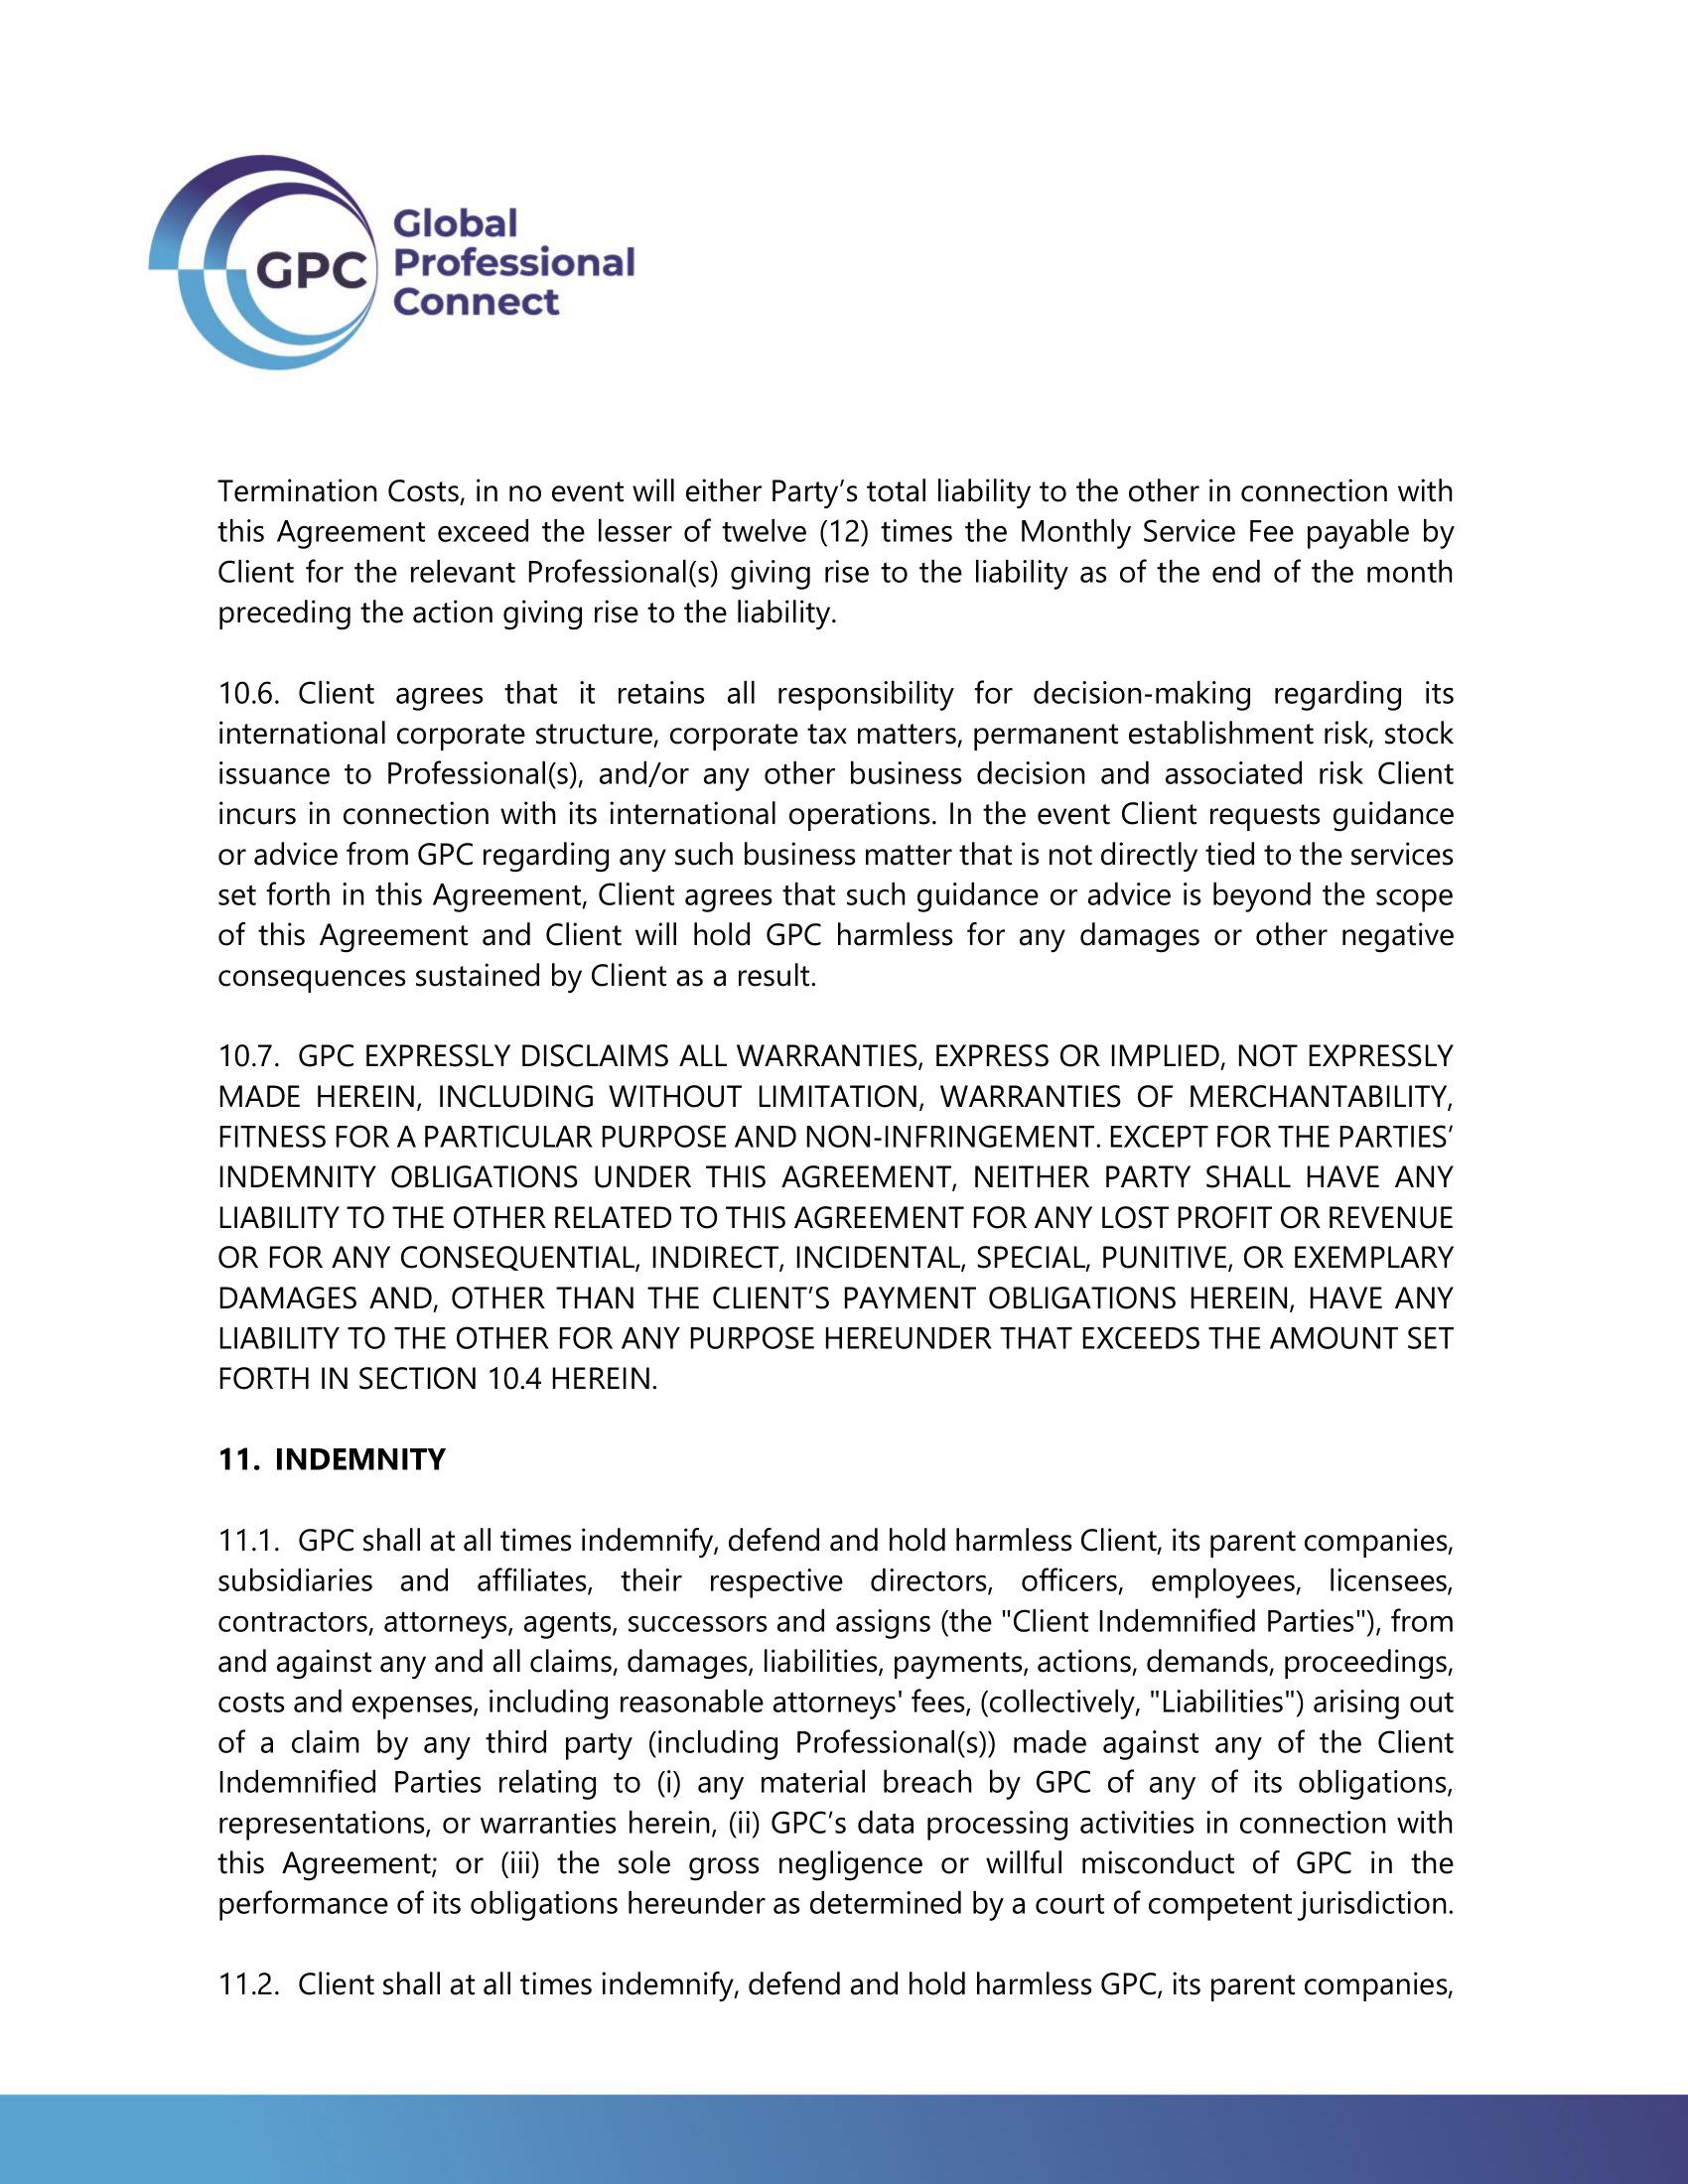 GPC
Global
Professional
Connect
Termination Costs, in no event will either Party’s total liability to the other in connection with
this Agreement exceed the lesser of twelve (12) times the Monthly Service Fee payable by
Client for the relevant Professional(s) giving rise to the liability as of the end of the month
preceding the action giving rise to the liability.
10.6. Client agrees that it retains all responsibility for decision-making regarding its
international corporate structure, corporate tax matters, permanent establishment risk, stock
issuance to Professional(s), and/or any other business decision and associated risk Client
incurs in connection with its international operations. In the event Client requests guidance
or advice from GPC regarding any such business matter that is not directly tied to the services
set forth in this Agreement, Client agrees that such guidance or advice is beyond the scope
of this Agreement and Client will hold GPC harmless for any damages or other negative
consequences sustained by Client as a result.
10.7. GPC EXPRESSLY DISCLAIMS ALL WARRANTIES, EXPRESS OR IMPLIED, NOT EXPRESSLY
MADE HEREIN, INCLUDING WITHOUT LIMITATION, WARRANTIES OF MERCHANTABILITY,
FITNESS FOR A PARTICULAR PURPOSE AND NON-INFRINGEMENT. EXCEPT FOR THE PARTIES’
INDEMNITY OBLIGATIONS UNDER THIS AGREEMENT, NEITHER PARTY SHALL HAVE ANY
LIABILITY TO THE OTHER RELATED TO THIS AGREEMENT FOR ANY LOST PROFIT OR REVENUE
OR FOR ANY CONSEQUENTIAL, INDIRECT, INCIDENTAL, SPECIAL, PUNITIVE, OR EXEMPLARY
DAMAGES AND, OTHER THAN THE CLIENT’S PAYMENT OBLIGATIONS HEREIN, HAVE ANY
LIABILITY TO THE OTHER FOR ANY PURPOSE HEREUNDER THAT EXCEEDS THE AMOUNT SET
FORTH IN SECTION 10.4 HEREIN.
11. INDEMNITY
11.1. GPC shall at all times indemnify, defend and hold harmless Client, its parent companies,
subsidiaries and affiliates, their respective directors, officers, employees, licensees,
contractors, attorneys, agents, successors and assigns (the "Client Indemnified Parties"), from
and against any and all claims, damages, liabilities, payments, actions, demands, proceedings,
costs and expenses, including reasonable attorneys' fees, (collectively, "Liabilities") arising out
of a claim by any third party (including Professional(s)) made against any of the Client
Indemnified Parties relating to (i) any material breach by GPC of any of its obligations,
representations, or warranties herein, (ii) GPC’s data processing activities in connection with
this Agreement; or (iii) the sole gross negligence or willful misconduct of GPC in the
performance of its obligations hereunder as determined by a court of competent jurisdiction.
11.2. Client shall at all times indemnify, defend and hold harmless GPC, its parent companies,